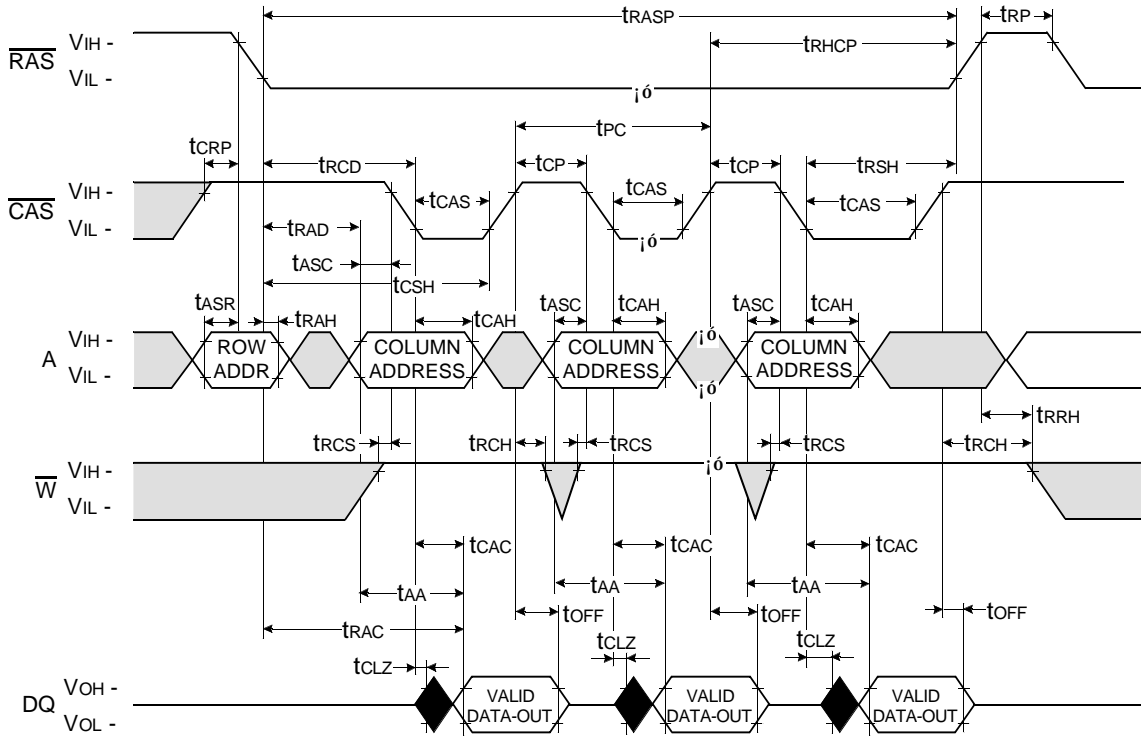 tRASP
tRP
VIH -
RAS
VIL -
tRHCP
¡ó
tPC
tCRP
tRCD
tCP
tCP
tRSH
VIH -
CAS
VIL -
tCAS
tCAS
tCAS
tRAD
¡ó
tASC
tCSH
tASR
tRAH
tCAH
tASC
tCAH
tASC
tCAH
VIH -
A
VIL -
ROW
ADDR
COLUMN
ADDRESS
COLUMN
ADDRESS
¡ó
¡ó
COLUMN
ADDRESS
tRRH
tRCS
tRCH
tRCS
tRCS
tRCH
VIH -
W
VIL -
¡ó
tCAC
tCAC
tCAC
tAA
tAA
tAA
tOFF
tOFF
tOFF
tRAC
tCLZ
tCLZ
tCLZ
VOH -
DQ
VOL -
VALID
DATA-OUT
VALID
DATA-OUT
VALID
DATA-OUT